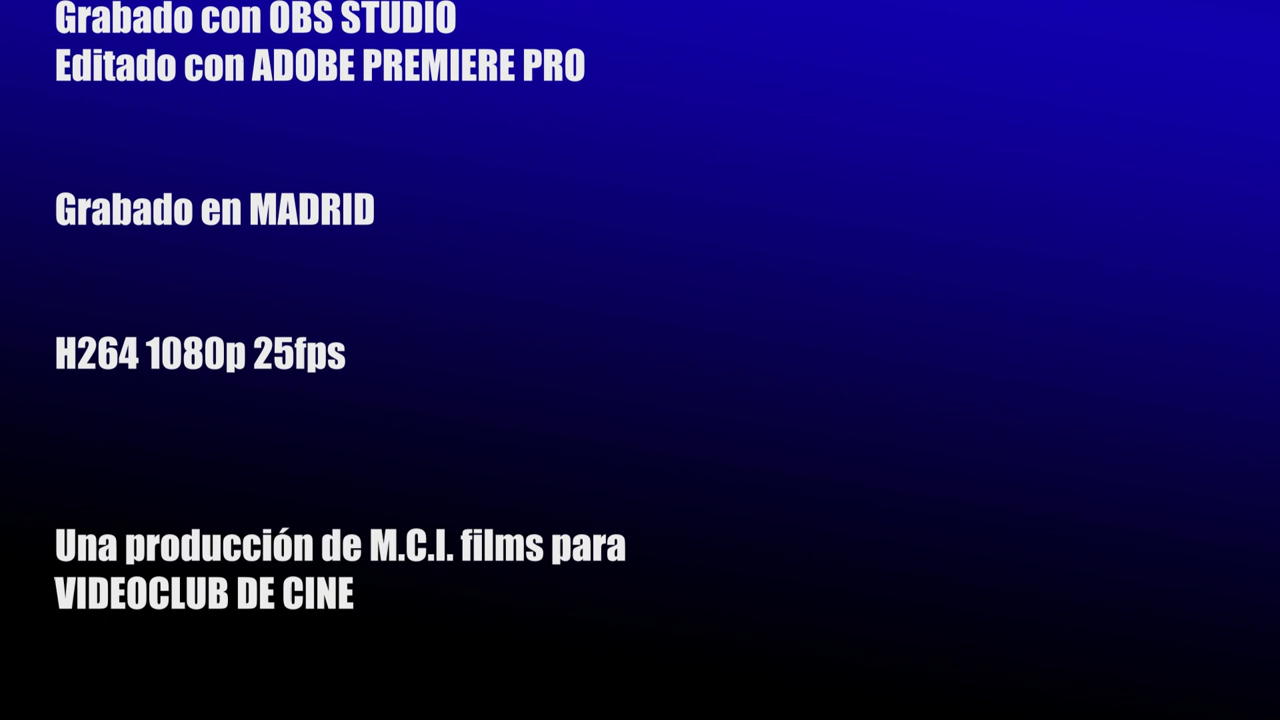 Grabado con OBS STUDIO
Editado con ADOBE PREMIERE PRO
Grabado en MADRID
H264 1080p 25fps
Una producción de M.C.I. films para
VIDEOCLUB DE CINE